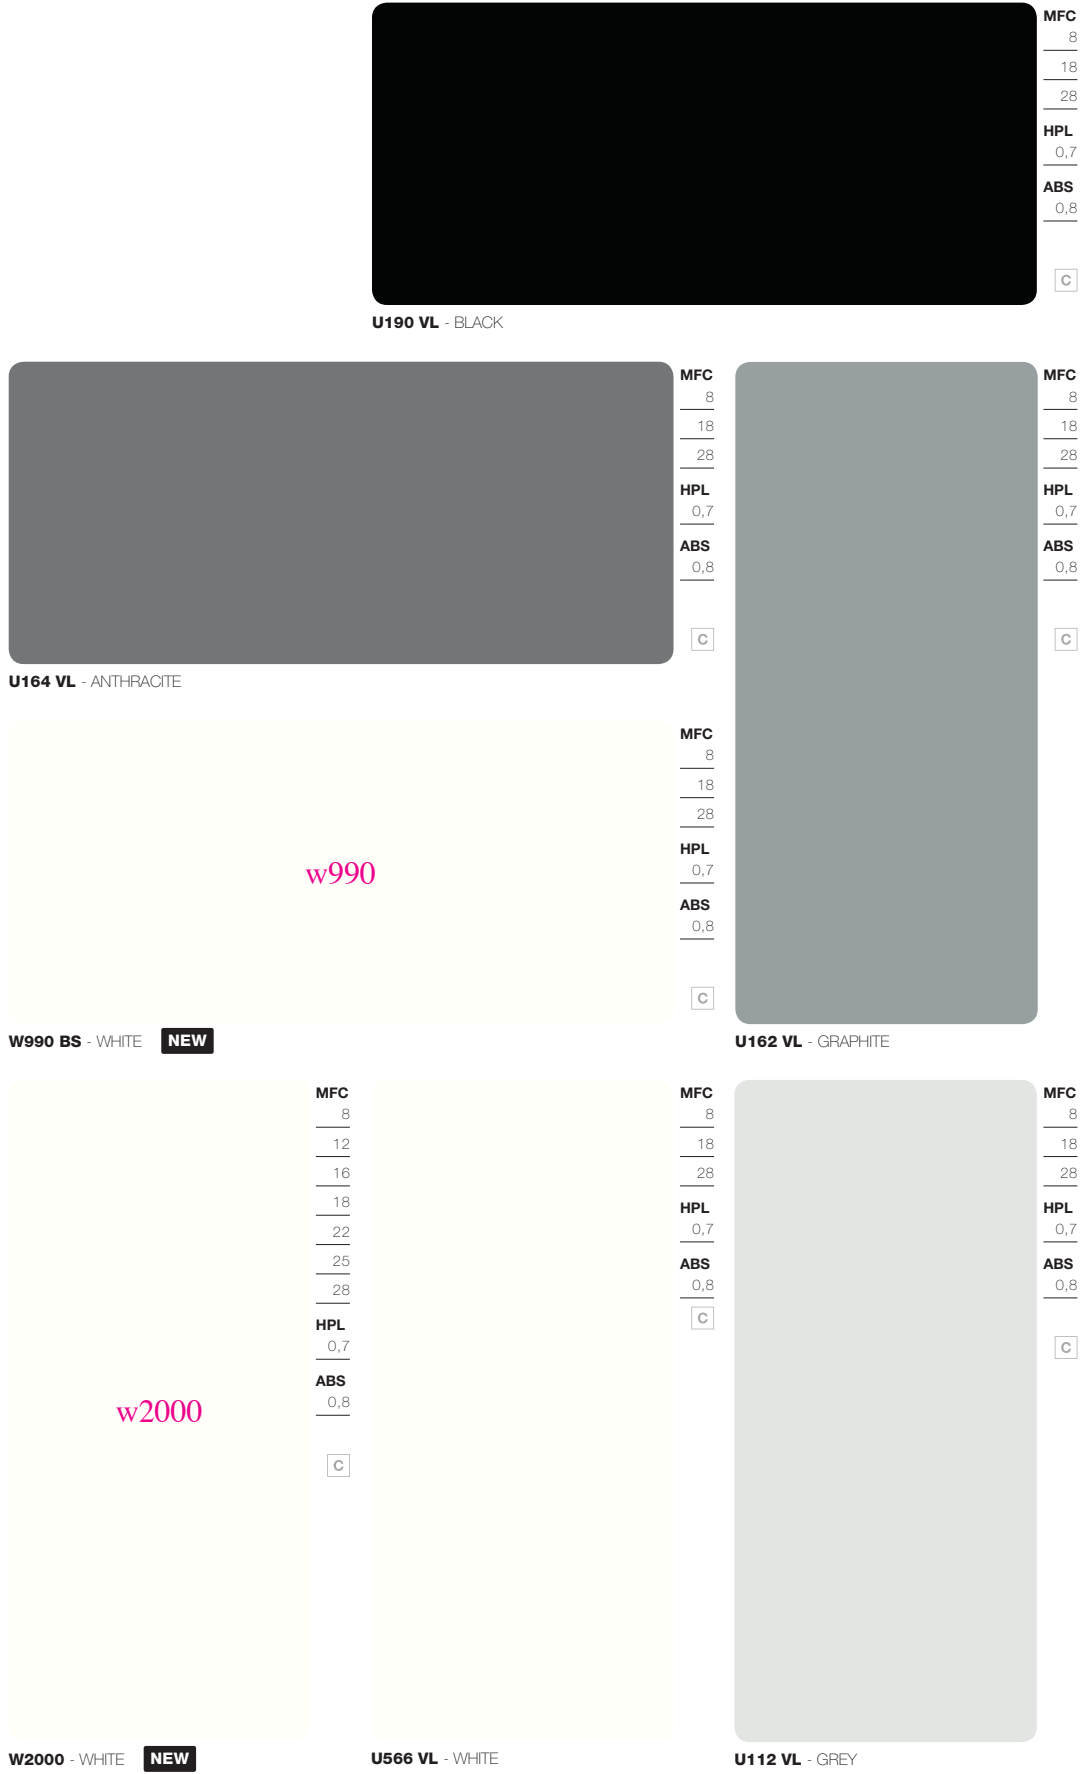 MFC
8
18
28
HPL
0,7
ABS
0,8
C
U190 VL - BLACK
MFC
8
18
28
HPL
0,7
ABS
0,8
C
U164 VL - ANTHRACITE
MFC
8
18
28
HPL
0,7
ABS
0,8
C
U162 VL - GRAPHITE
w990
MFC
8
18
28
HPL
0,7
ABS
0,8
C
W990 BS - WHITE NEW
w2000
MFC
8
12
16
18
22
25
28
HPL
0,7
ABS
0,8
C
W2000 - WHITE NEW
MFC
8
18
28
HPL
0,7
ABS
0,8
C
U566 VL - WHITE
MFC
8
18
28
HPL
0,7
ABS
0,8
C
U112 VL - GREY